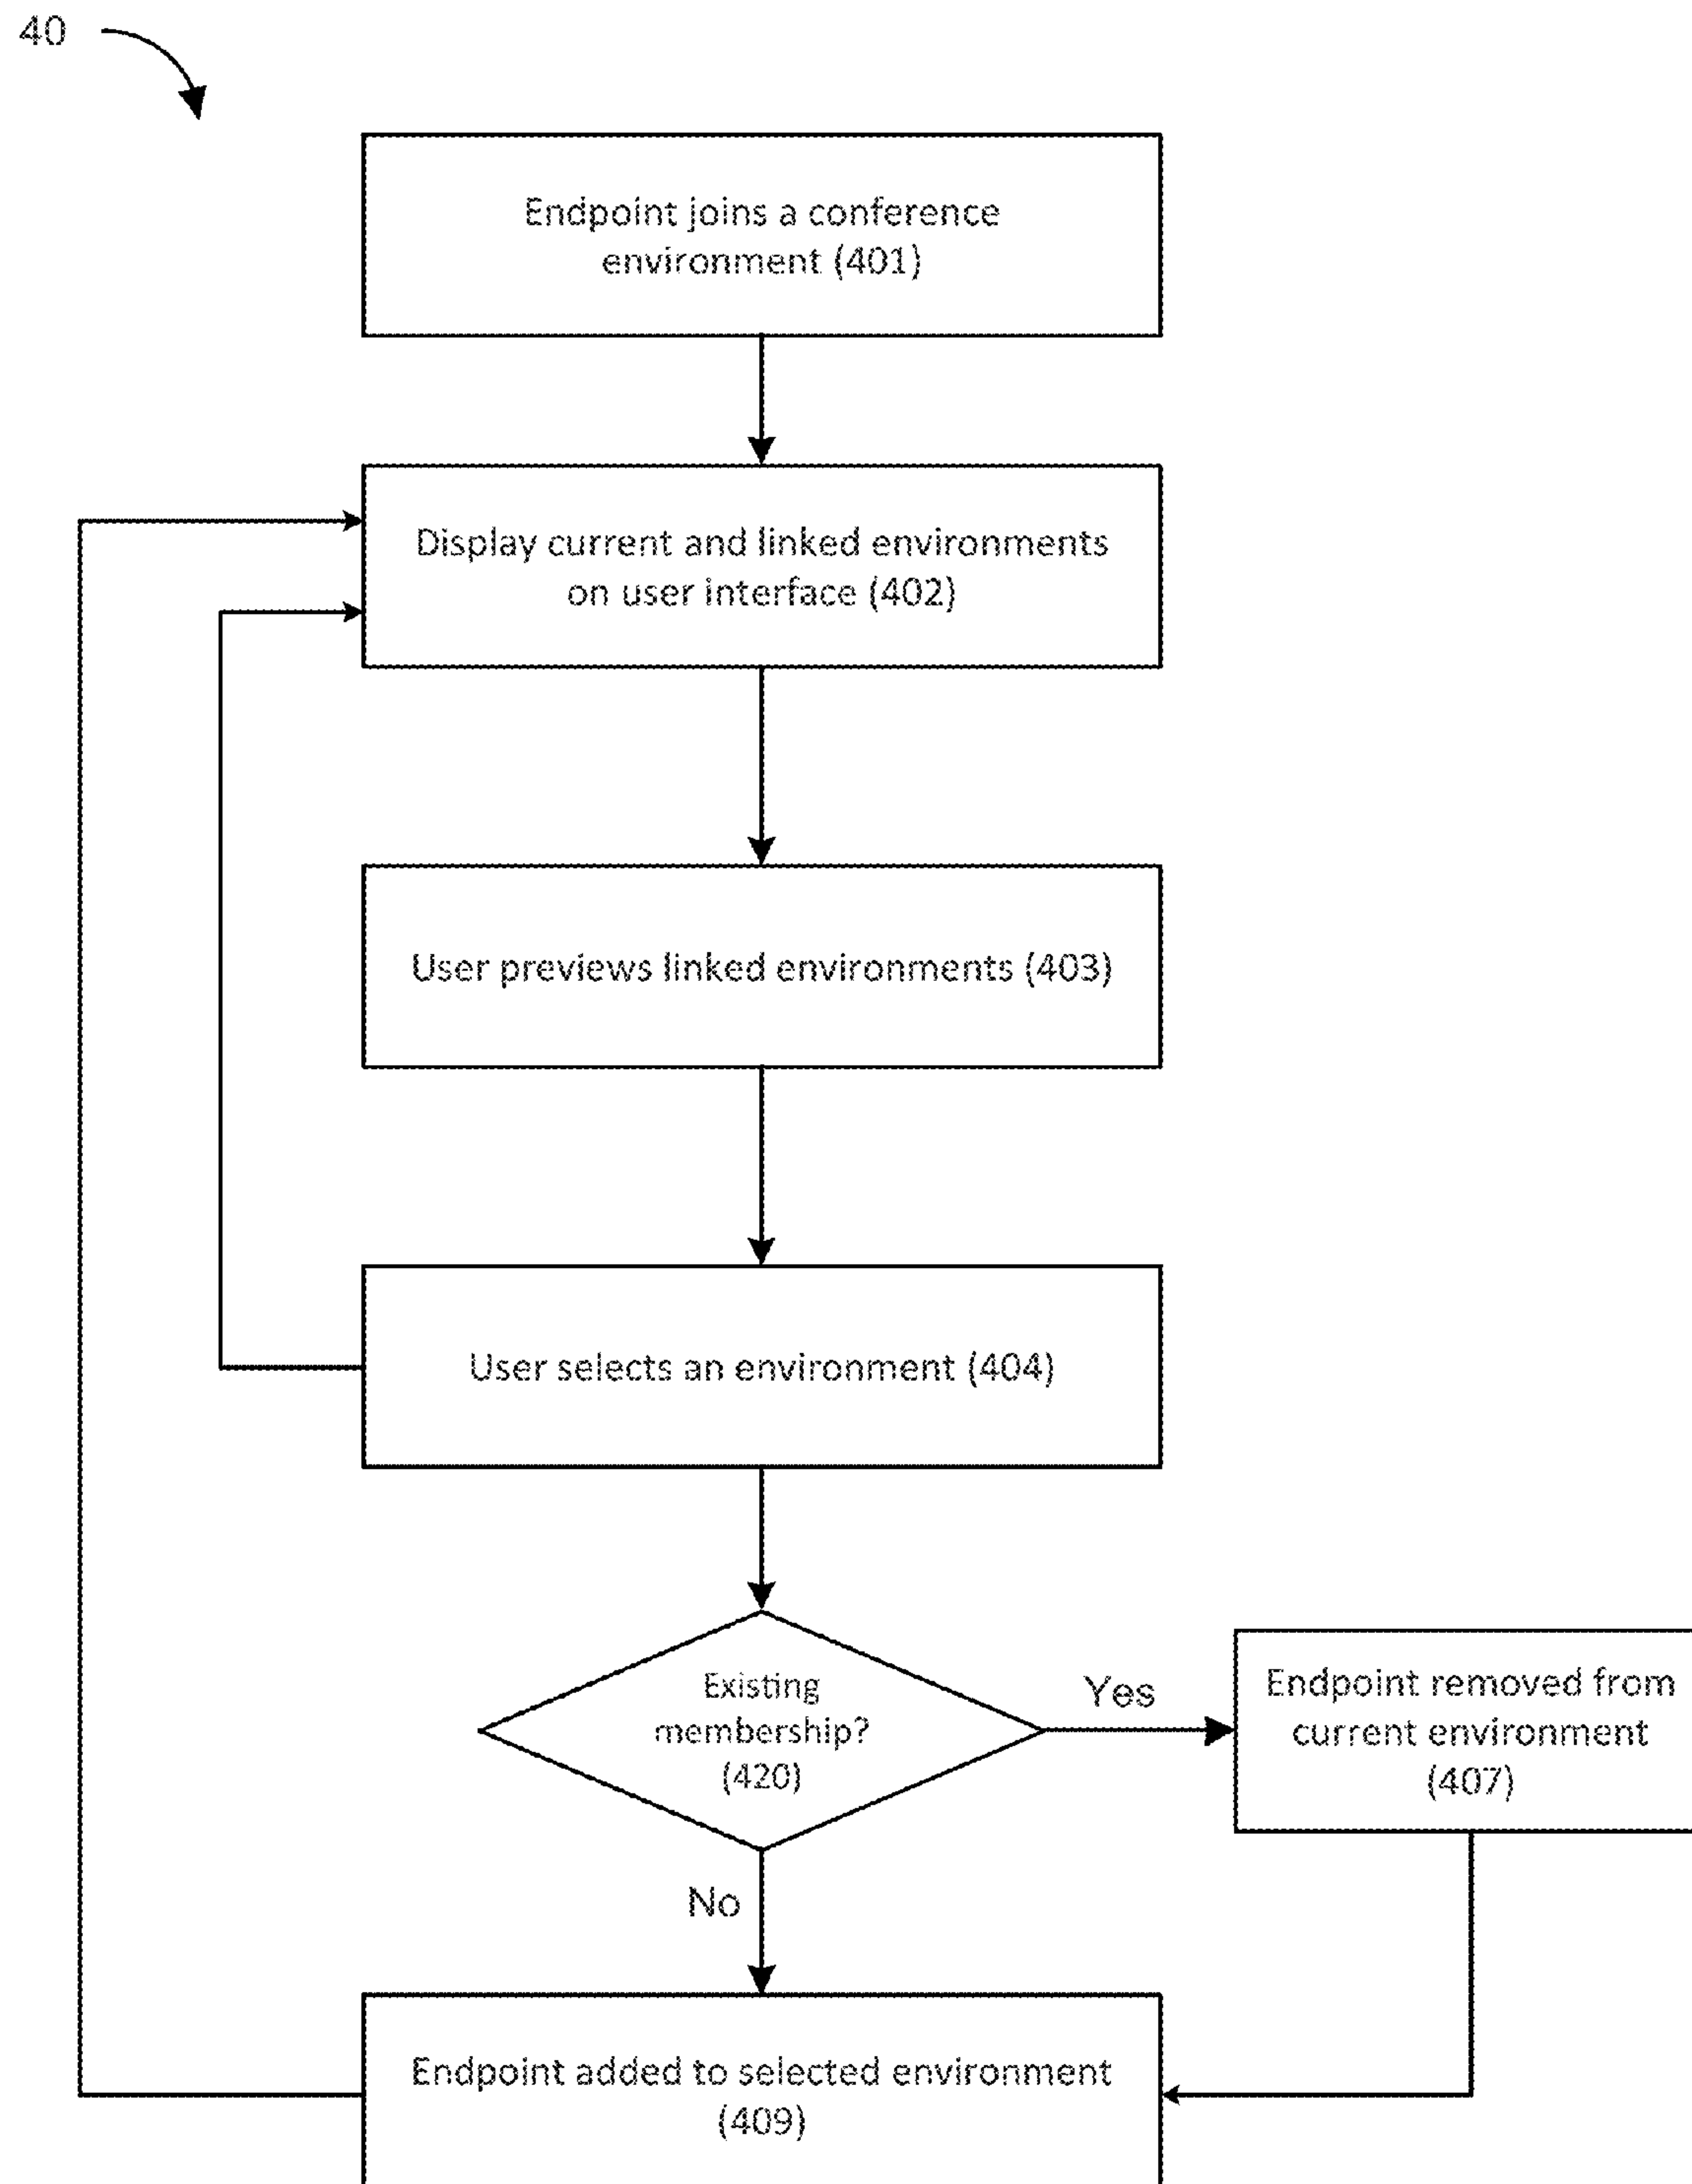 40
Endpoint joins a conference
environment (401)
Display current and linked environments
on user interface (402)
User previews linked environments (403)
User selects an environment (404)
Existing
membership?
(420)
Yes
Endpoint removed from
current environment
(407)
No
Endpoint added to selected environment
(409)